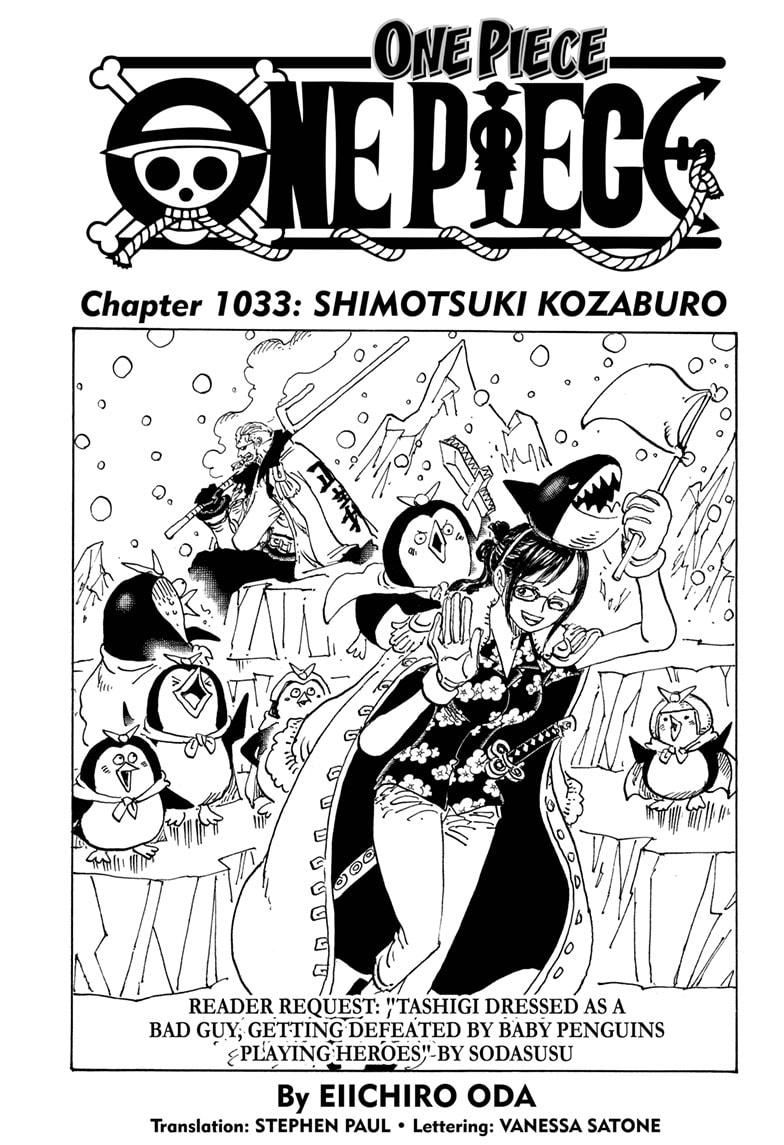 ONE PIECE
ONE PIECE
Chapter 1033: SHIMOTSUKI KOZABURO
READER REQUEST: "TASHIGI DRESSED AS A
BAD GUY, GETTING DEFEATED BY BABY PENGUINS
PLAYING HEROES" BY SODASUSU
By EIICHIRO ODA
Translation: STEPHEN PAUL • Lettering: VANESSA SATONE